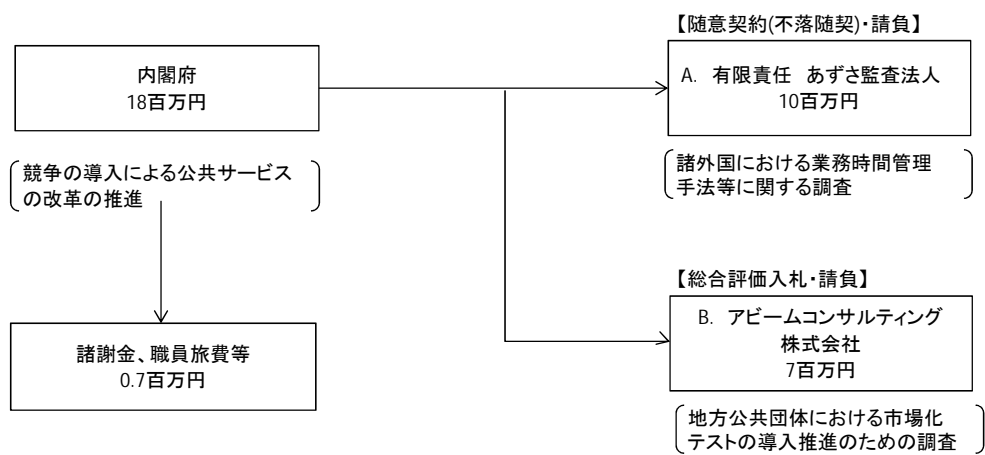 内閣府
18百万円
競争の導入による公共サービス
の改革の推進
諸謝金、職員旅費等
0.7百万円
【随意契約(不落随契)・請負】
A. 有限責任 あずさ監査法人
10百万円
諸外国における業務時間管理
手法等に関する調査
【総合評価入札・請負】
B. アビームコンサルティング
株式会社
7百万円
地方公共団体における市場化
テストの導入推進のための調査